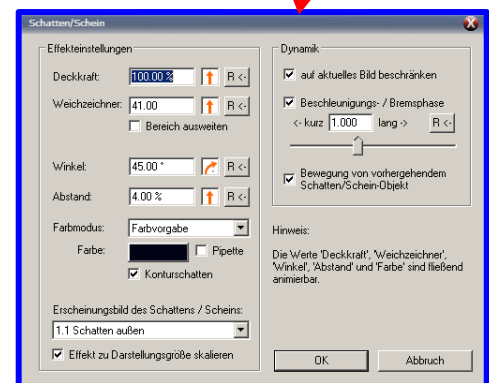 Schatten/Schein
Effekteinstellungen
Deckkraft: 100.00 % R <-
Weichzeichner: 41.00 R <-
Bereich ausweiten
Winkel: 45.00 ° R <-
Abstand: 4.00 % R <-
Farbmodus: Farbvorgabe
Farbe: Pipette
Konturschatten
Erscheinungsbild des Schattens / Scheins:
1.1 Schatten außen
Effekt zu Darstellungsgröße skalieren
Dynamik
auf aktuelles Bild beschränken
Beschleunigungs- / Bremsphase
<- kurz 1.000 lang -> R <-
Bewegung von vorhergehendem
Schatten/Schein-Objekt
Hinweis:
Die Werte 'Deckkraft', 'Weichzeichner',
'Winkel', 'Abstand' und 'Farbe' sind fließend
animierbar.
OK Abbruch